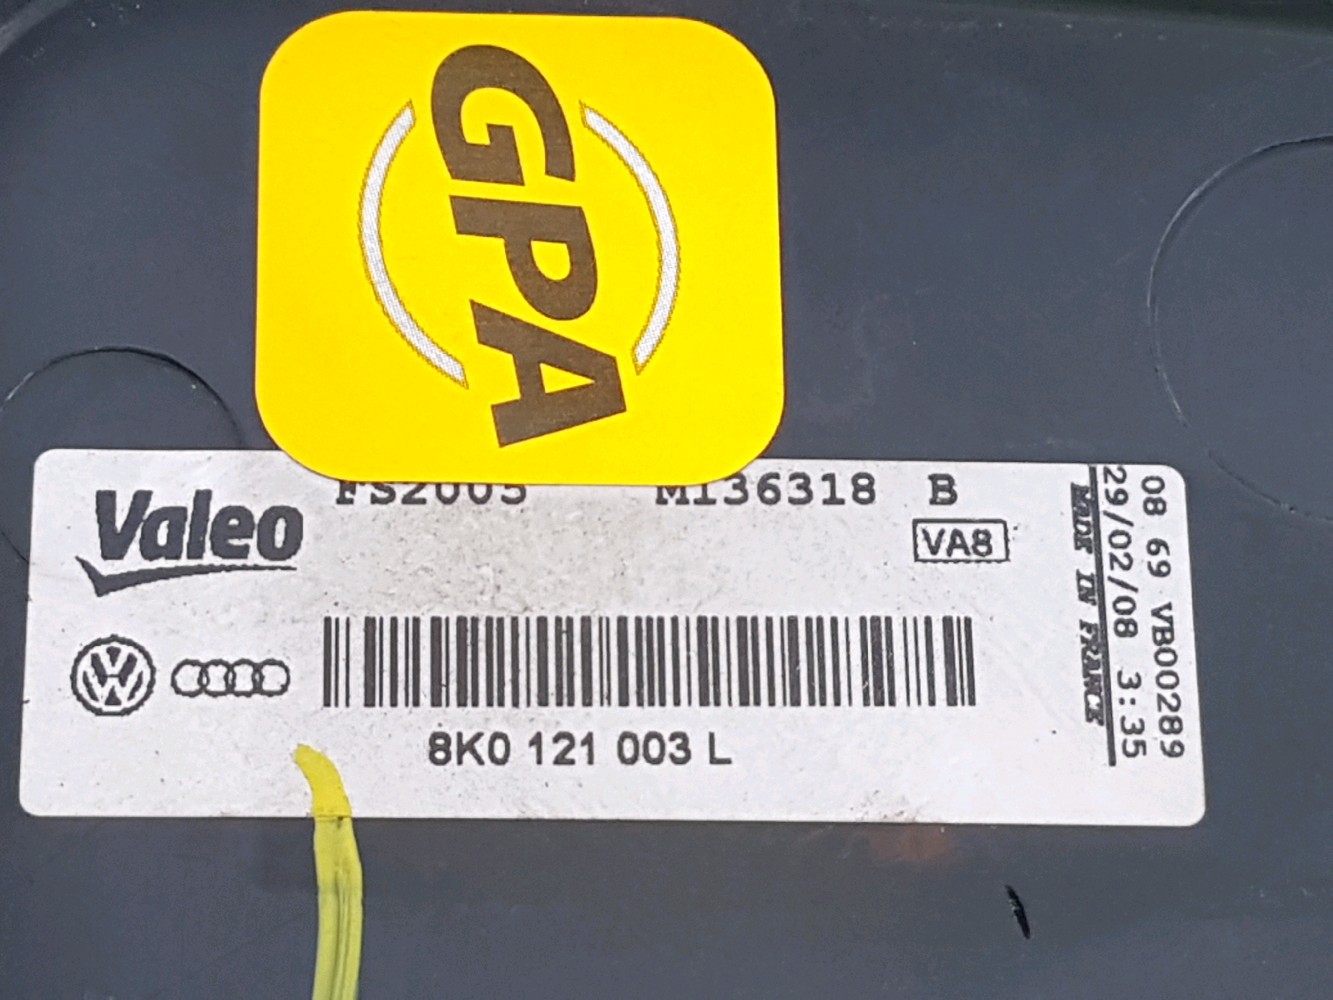 GPA
Valeo
FS2005 M136318 B
VA8
8K0 121 003 L
08 69 VB00289
29/02/08 3:35
MADE IN FRANCE